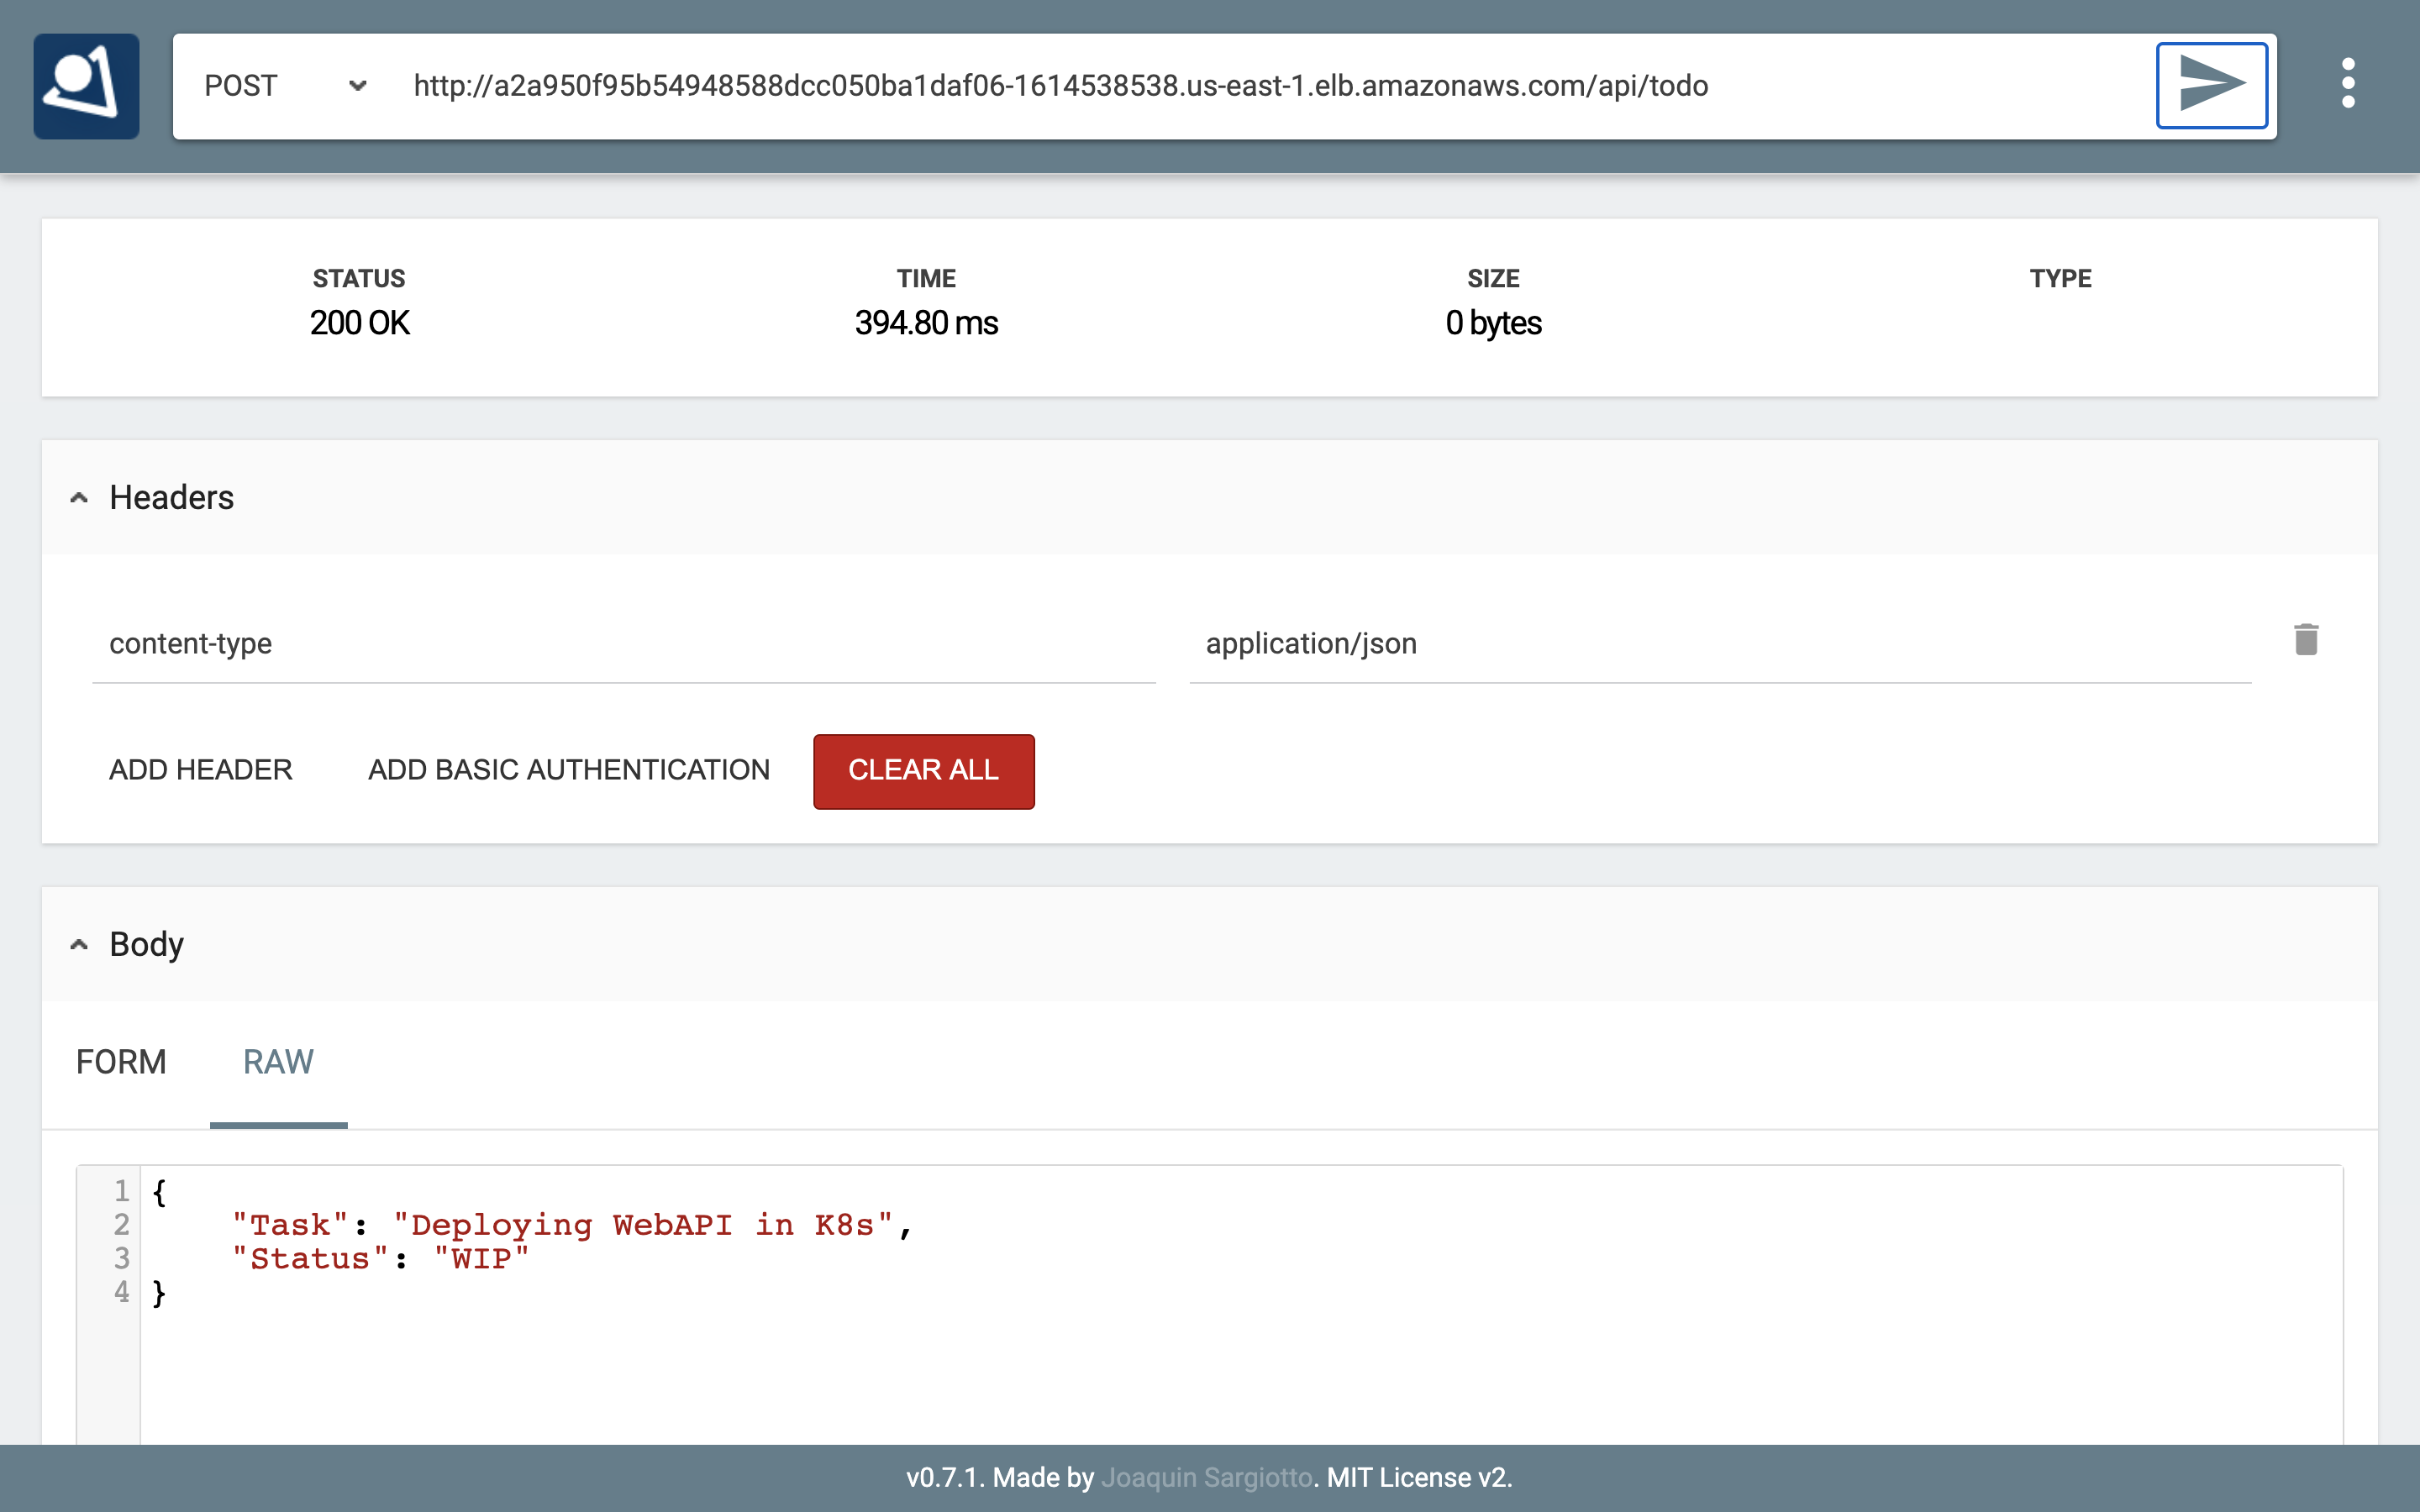 POST http://a2a950f95b54948588dcc050ba1daf06-1614538538.us-east-1.elb.amazonaws.com/api/todo
STATUS TIME SIZE TYPE
200 OK 394.80 ms 0 bytes
Headers
content-type application/json
ADD HEADER ADD BASIC AUTHENTICATION CLEAR ALL
Body
FORM RAW
1 {
2 "Task": "Deploying WebAPI in K8s",
3 "Status": "WIP"
4 }
v0.7.1. Made by Joaquin Sargiotto. MIT License v2.